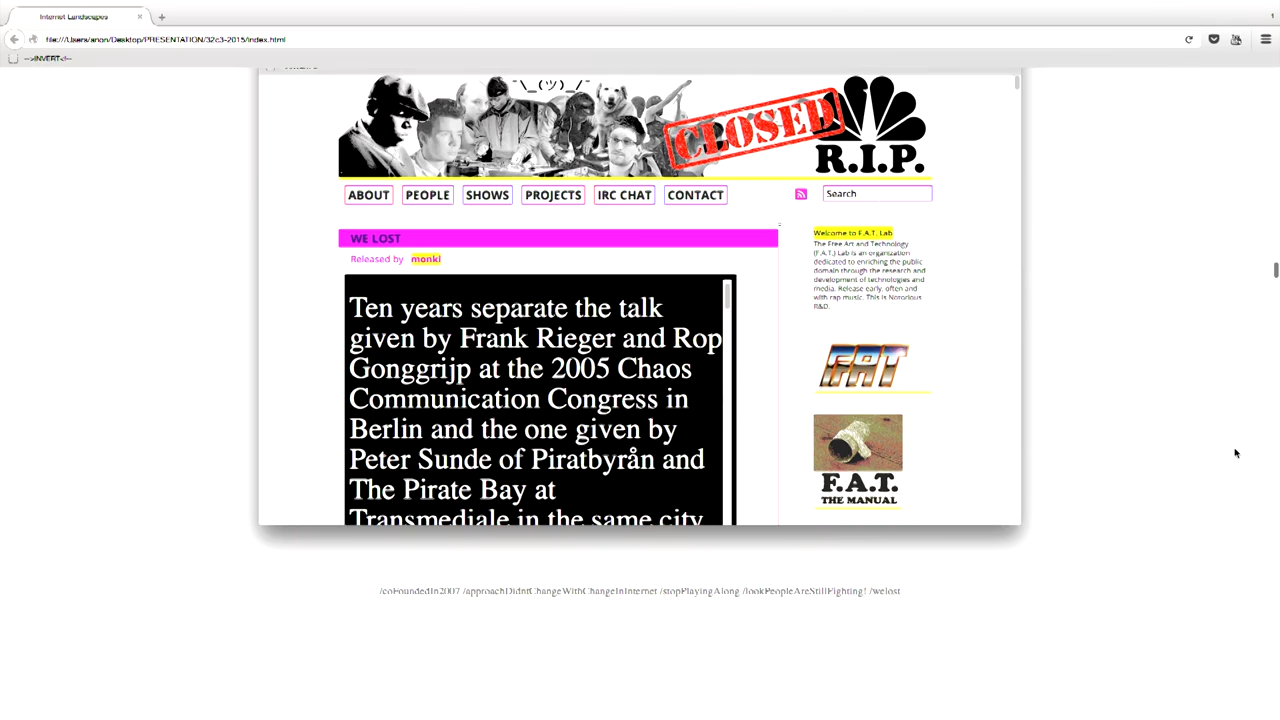 Internet Landscapes
file:///Users/anon/Desktop/PRESENTATION/32c3-2015/index.html
-->INVERT<!--
¯\_(ツ)_/¯
CLOSED
R.I.P.
ABOUT PEOPLE SHOWS PROJECTS IRC CHAT CONTACT
Search
WE LOST
Released by monki
Ten years separate the talk
given by Frank Rieger and Rop
Gonggrijp at the 2005 Chaos
Communication Congress in
Berlin and the one given by
Peter Sunde of Piratbyrån and
The Pirate Bay at
Transmediale in the same city
Welcome to F.A.T. Lab
The Free Art and Technology
(F.A.T.) Lab is an organization
dedicated to enriching the public
domain through the research and
development of technologies and
media. Release early, often and
with rap music. This is Notorious
R&D.
FAT
F.A.T.
THE MANUAL
/coFoundedIn2007 /approachDidntChangeWithChangeInInternet /stopPlayingAlong /lookPeopleAreStillFighting! /welost